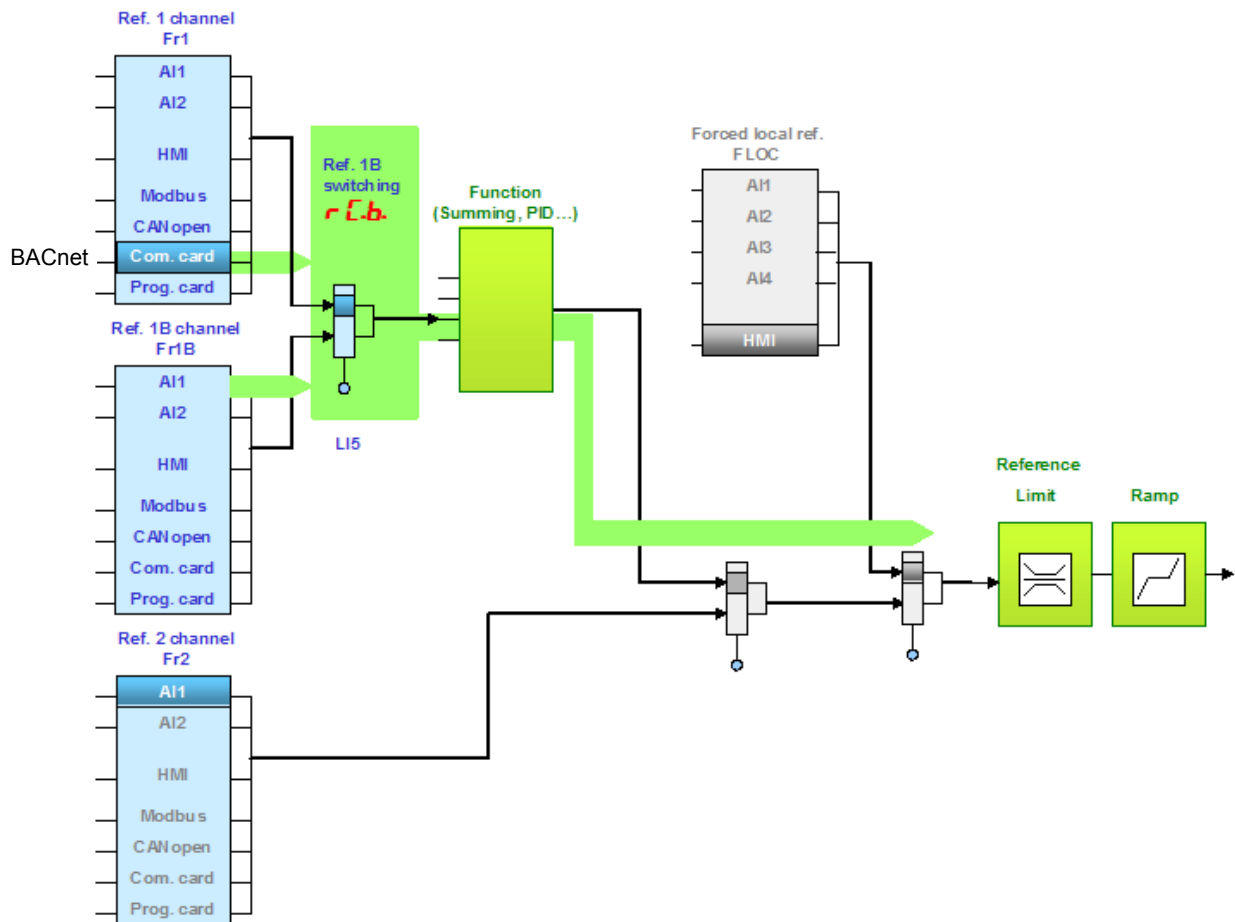 Ref. 1 channel
Fr1
AI1
AI2
HMI
Modbus
CANopen
BACnet
Com. card
Prog. card
Ref. 1B channel
Fr1B
AI1
AI2
HMI
Modbus
CANopen
Com. card
Prog. card
Ref. 2 channel
Fr2
AI1
AI2
HMI
Modbus
CANopen
Com. card
Prog. card
Ref. 1B
switching
rCb.
LI5
Function
(Summing, PID...)
Forced local ref.
FLOC
AI1
AI2
AI3
AI4
HMI
Reference
Limit
Ramp